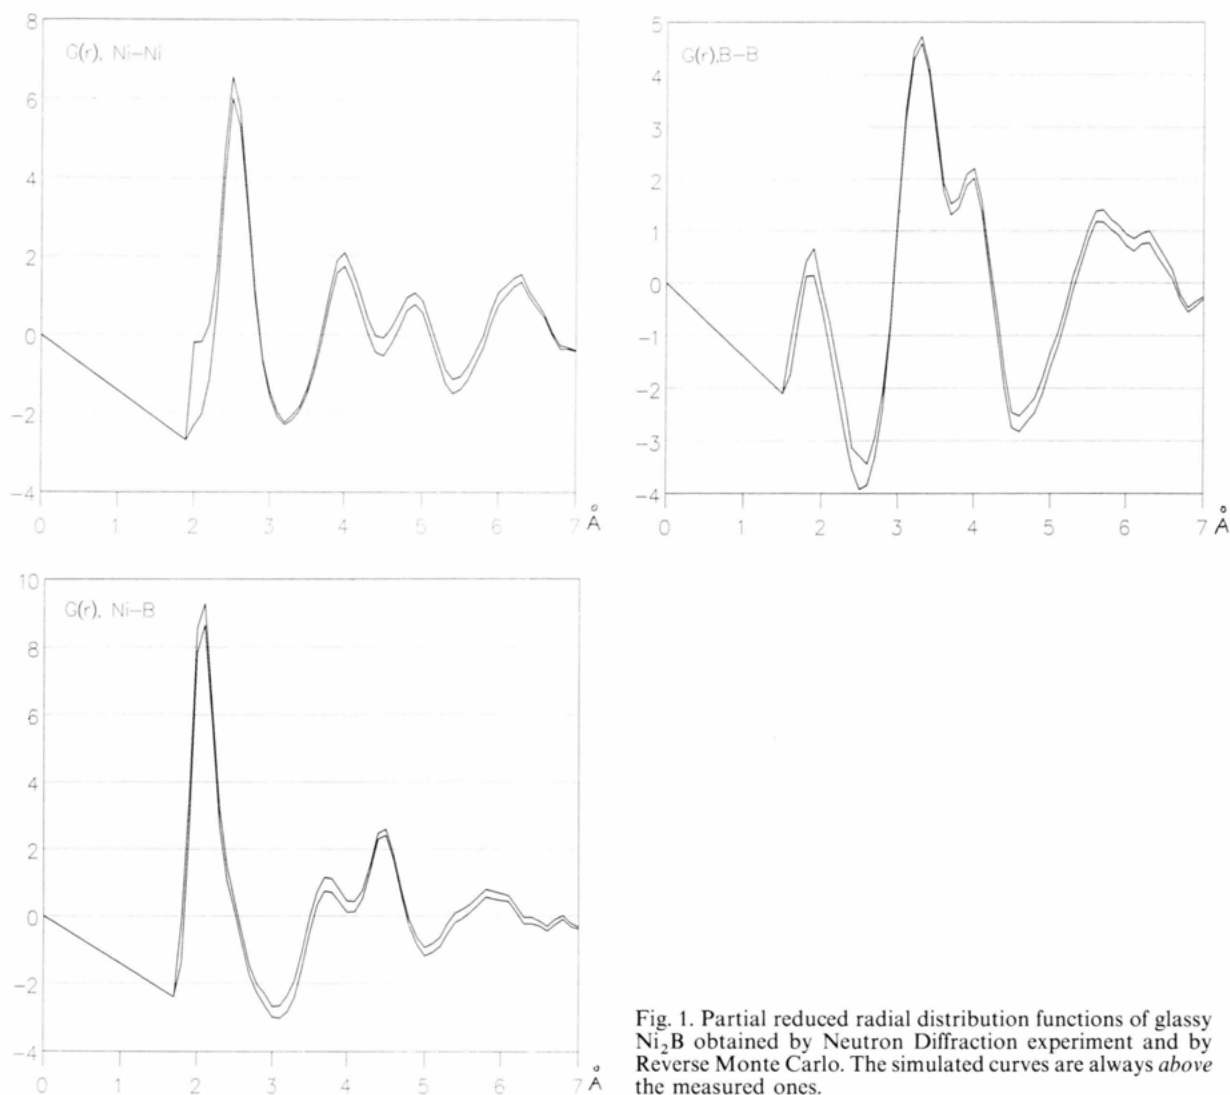 8
6
4
2
0
−2
−4
G(r), Ni−Ni
0 1 2 3 4 5 6 7 Å
5
4
3
2
1
0
−1
−2
−3
−4
G(r),B−B
0 1 2 3 4 5 6 7 Å
10
8
6
4
2
0
−2
−4
G(r), Ni−B
0 1 2 3 4 5 6 7 Å
Fig. 1. Partial reduced radial distribution functions of glassy
Ni₂B obtained by Neutron Diffraction experiment and by
Reverse Monte Carlo. The simulated curves are always above
the measured ones.